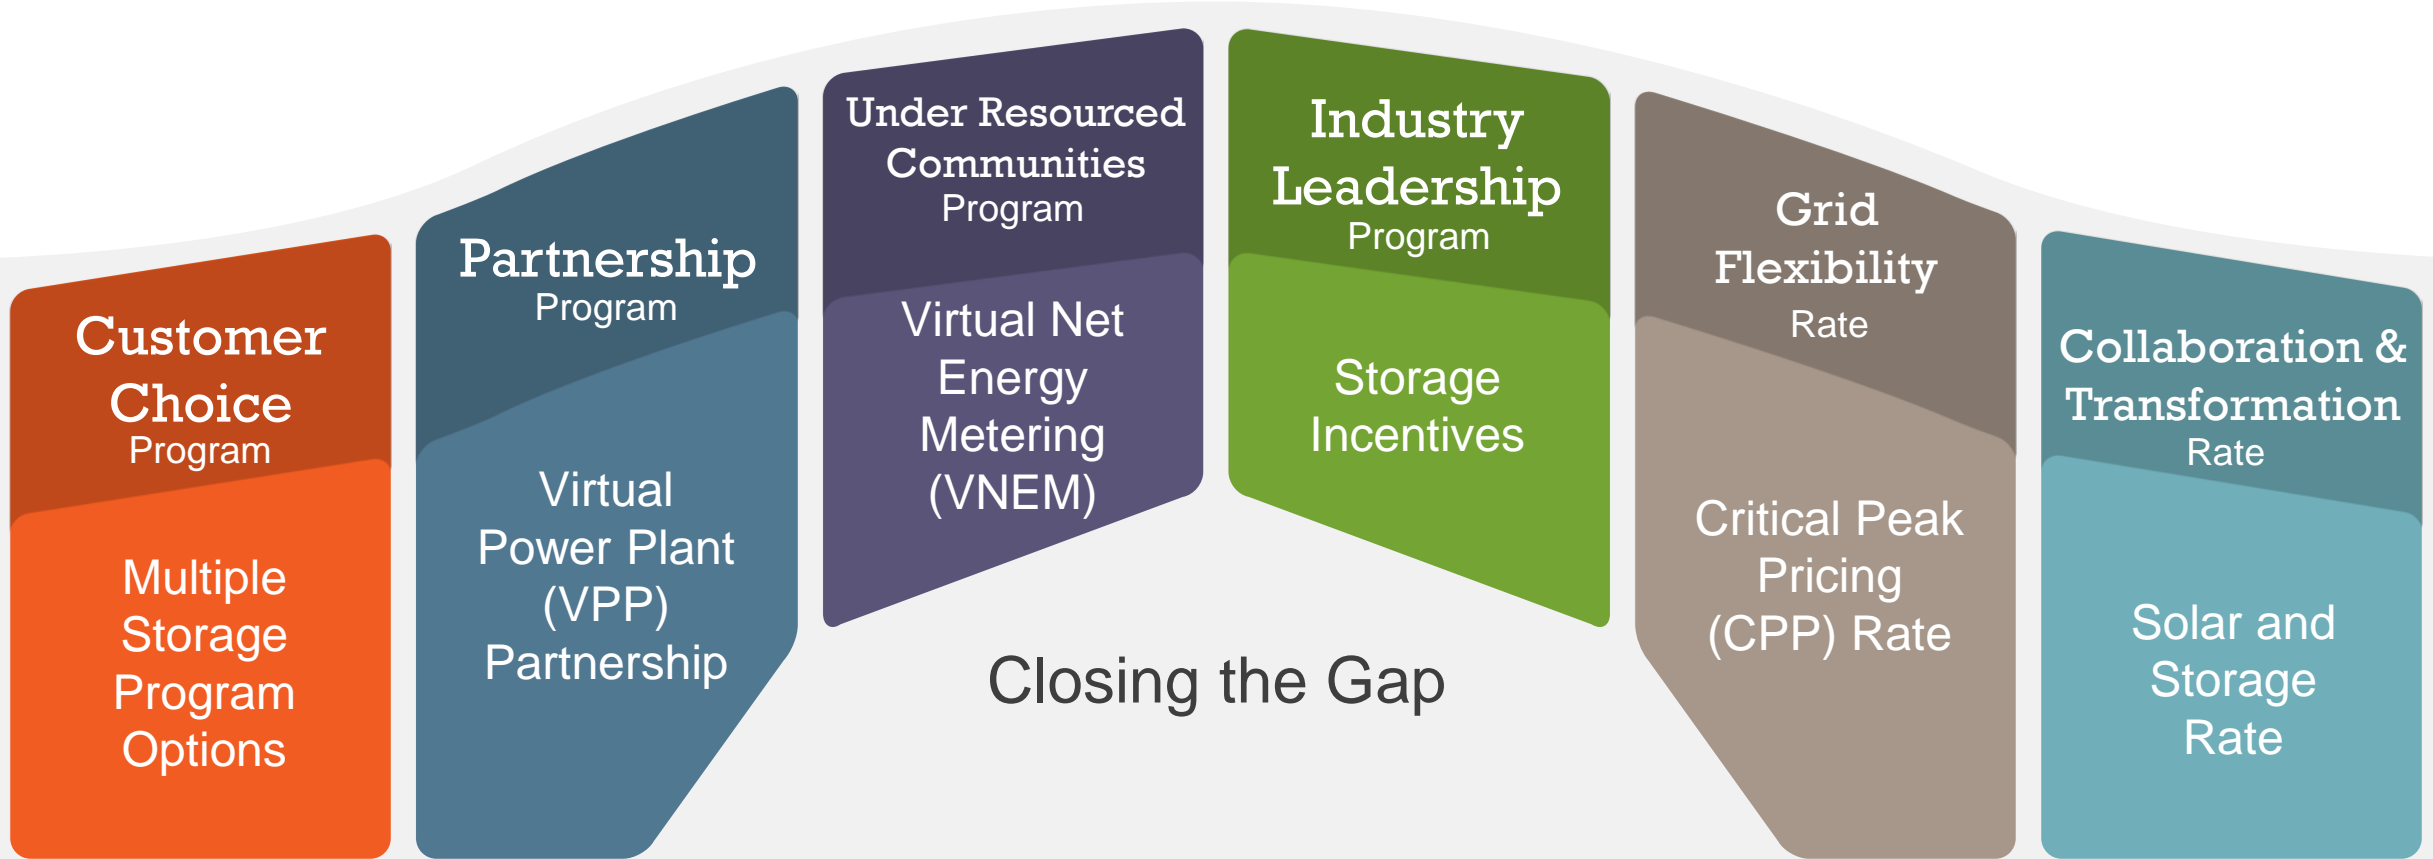 Customer
Choice
Program
Multiple
Storage
Program
Options
Partnership
Program
Virtual
Power Plant
(VPP)
Partnership
Under Resourced
Communities
Program
Virtual Net
Energy
Metering
(VNEM)
Industry
Leadership
Program
Storage
Incentives
Grid
Flexibility
Rate
Critical Peak
Pricing
(CPP) Rate
Collaboration &
Transformation
Rate
Solar and
Storage
Rate
Closing the Gap